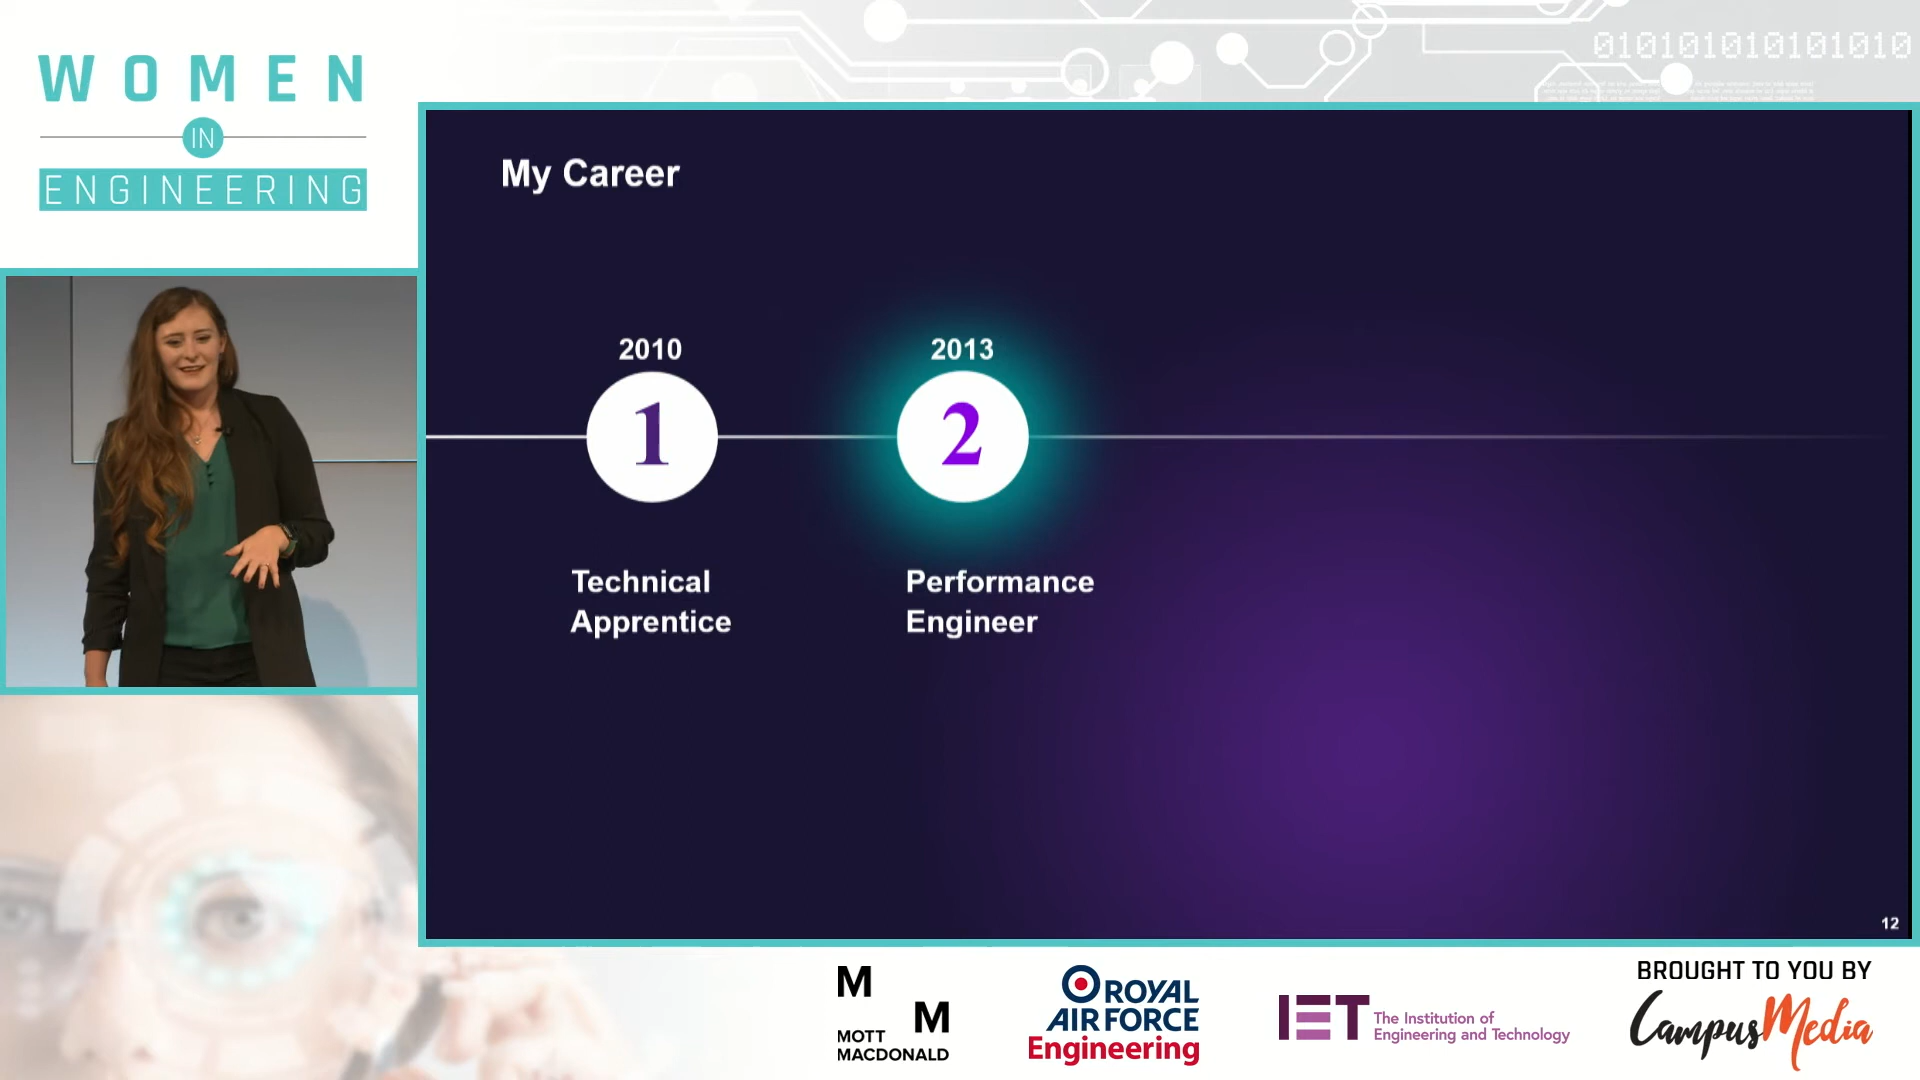 WOMEN
IN
ENGINEERING
010101010101010
My Career
2010
2013
1
2
Technical
Apprentice
Performance
Engineer
12
M
M
MOTT
MACDONALD
ROYAL
AIR FORCE
Engineering
IET
The Institution of
Engineering and Technology
BROUGHT TO YOU BY
CampusMedia